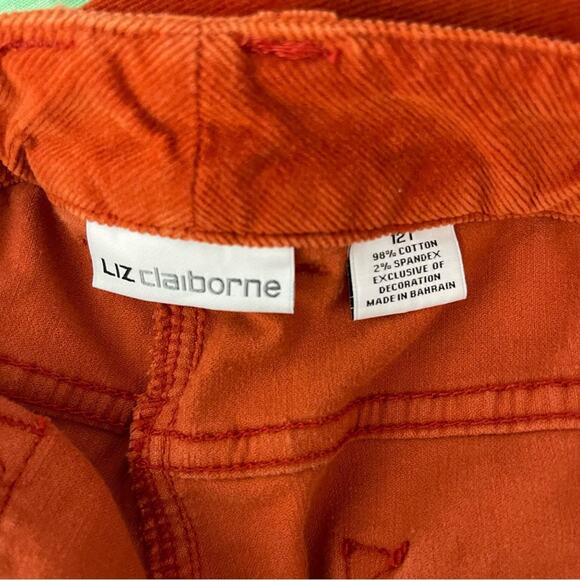 LIZ claiborne
12T
98% COTTON
2% SPANDEX
EXCLUSIVE OF
DECORATION
MADE IN BAHRAIN